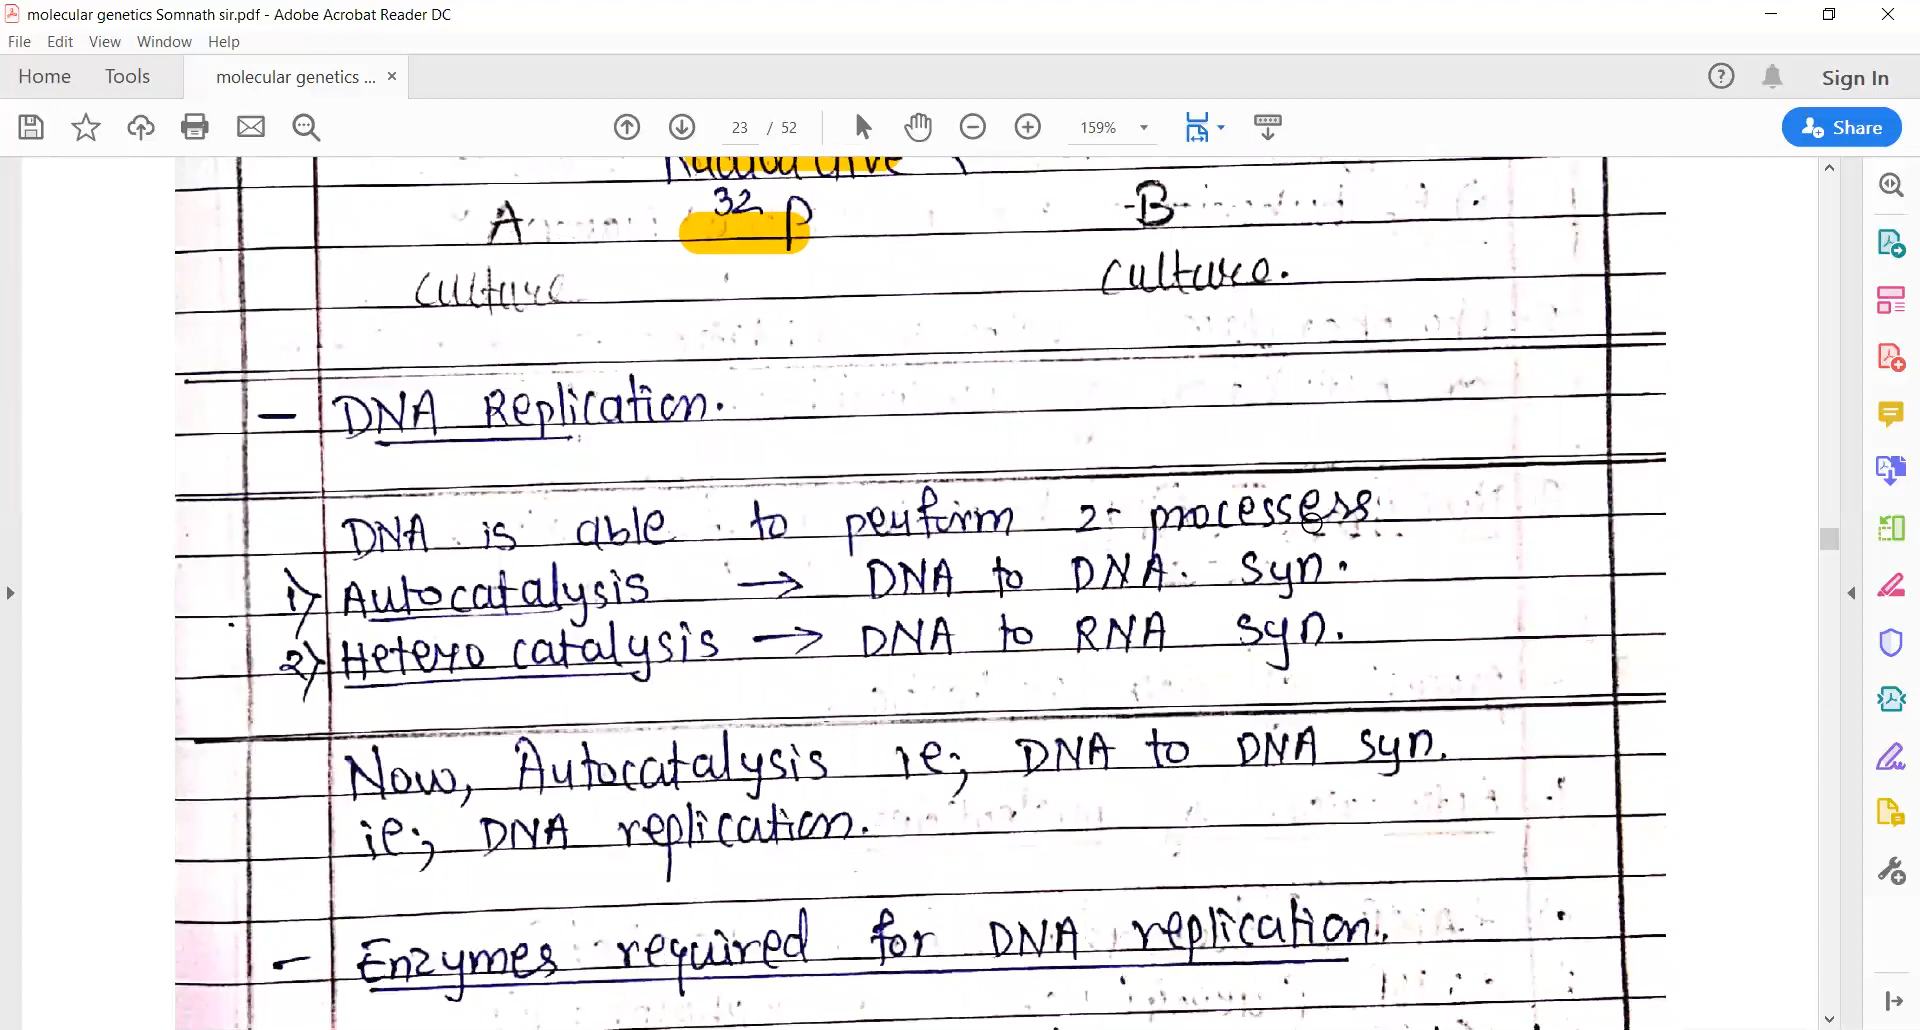 molecular genetics Somnath sir.pdf - Adobe Acrobat Reader DC
File Edit View Window Help
Home Tools molecular genetics ... ×
23 / 52 159% Share
? Sign In
32
A P B
culture culture.
– DNA Replication.
DNA is able to perform 2- processess.
1) Autocatalysis → DNA to DNA. syn.
2) Hetero catalysis → DNA to RNA syn.
Now, Autocatalysis ie; DNA to DNA syn.
ie; DNA replication.
– Enzymes required for DNA replication.